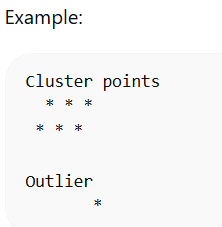 Example:
Cluster points
* * *
* * *
Outlier
*